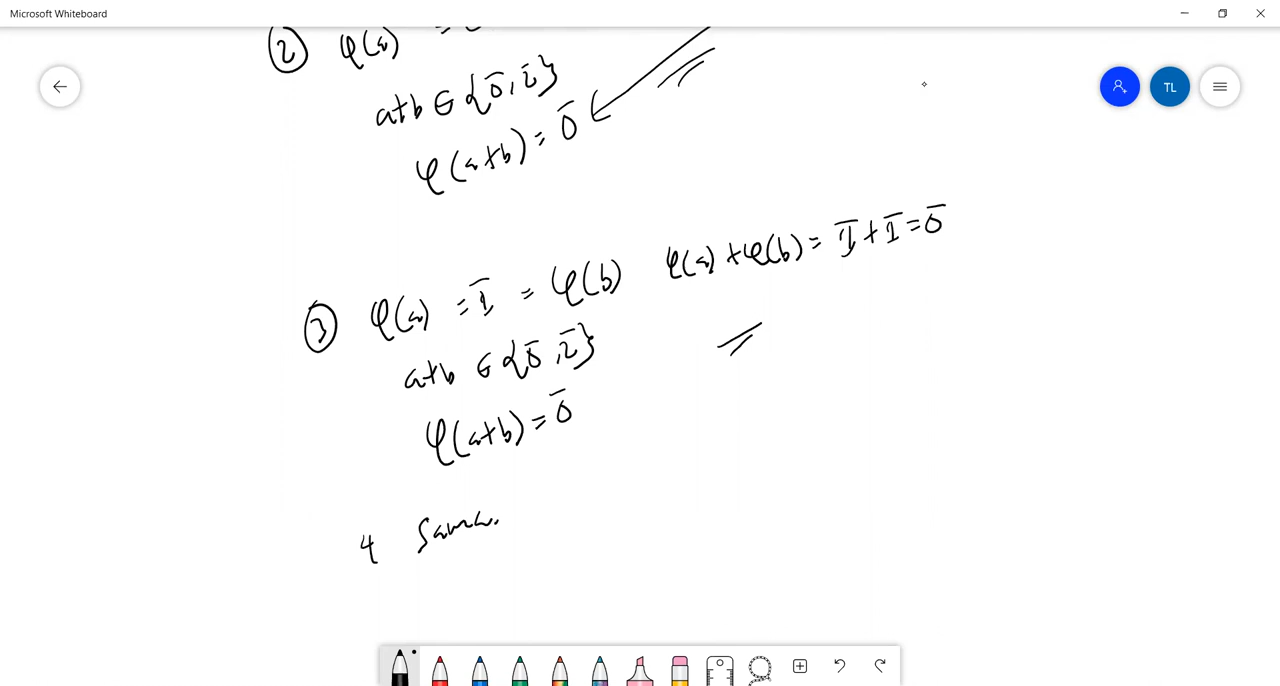 Microsoft Whiteboard
TL
② φ(a) =
a+b ∈ {0̄, 2̄}
φ(a+b) = 0̄
③ φ(a) = 1̄ = φ(b) φ(a) + φ(b) = 1̄ + 1̄ = 0̄
a+b ∈ {0̄, 2̄}
φ(a+b) = 0̄
4 Same.